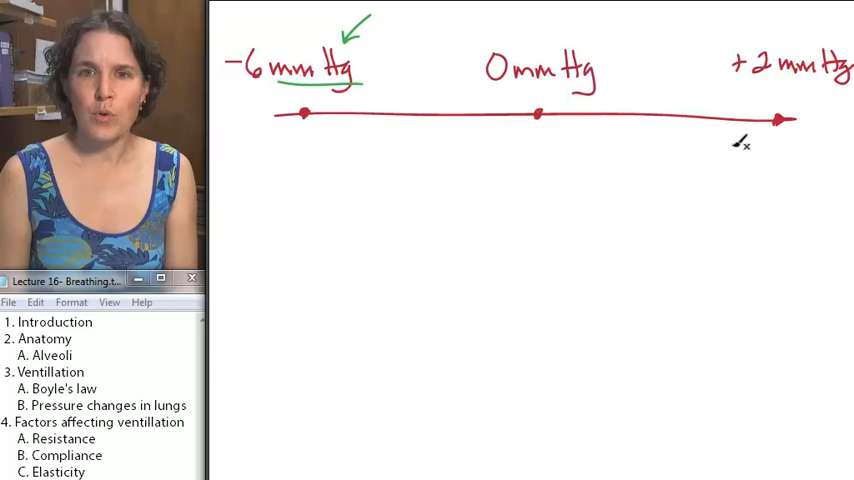 -6 mm Hg 0 mm Hg +2 mm Hg
Lecture 16- Breathing.t...
File Edit Format View Help
1. Introduction
2. Anatomy
A. Alveoli
3. Ventillation
A. Boyle's law
B. Pressure changes in lungs
4. Factors affecting ventillation
A. Resistance
B. Compliance
C. Elasticity